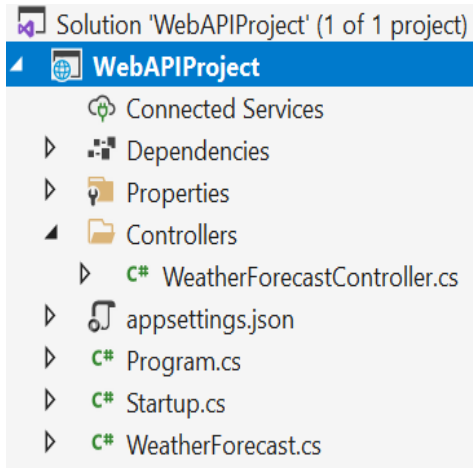 Solution 'WebAPIProject' (1 of 1 project)
WebAPIProject
Connected Services
Dependencies
Properties
Controllers
C# WeatherForecastController.cs
appsettings.json
C# Program.cs
C# Startup.cs
C# WeatherForecast.cs